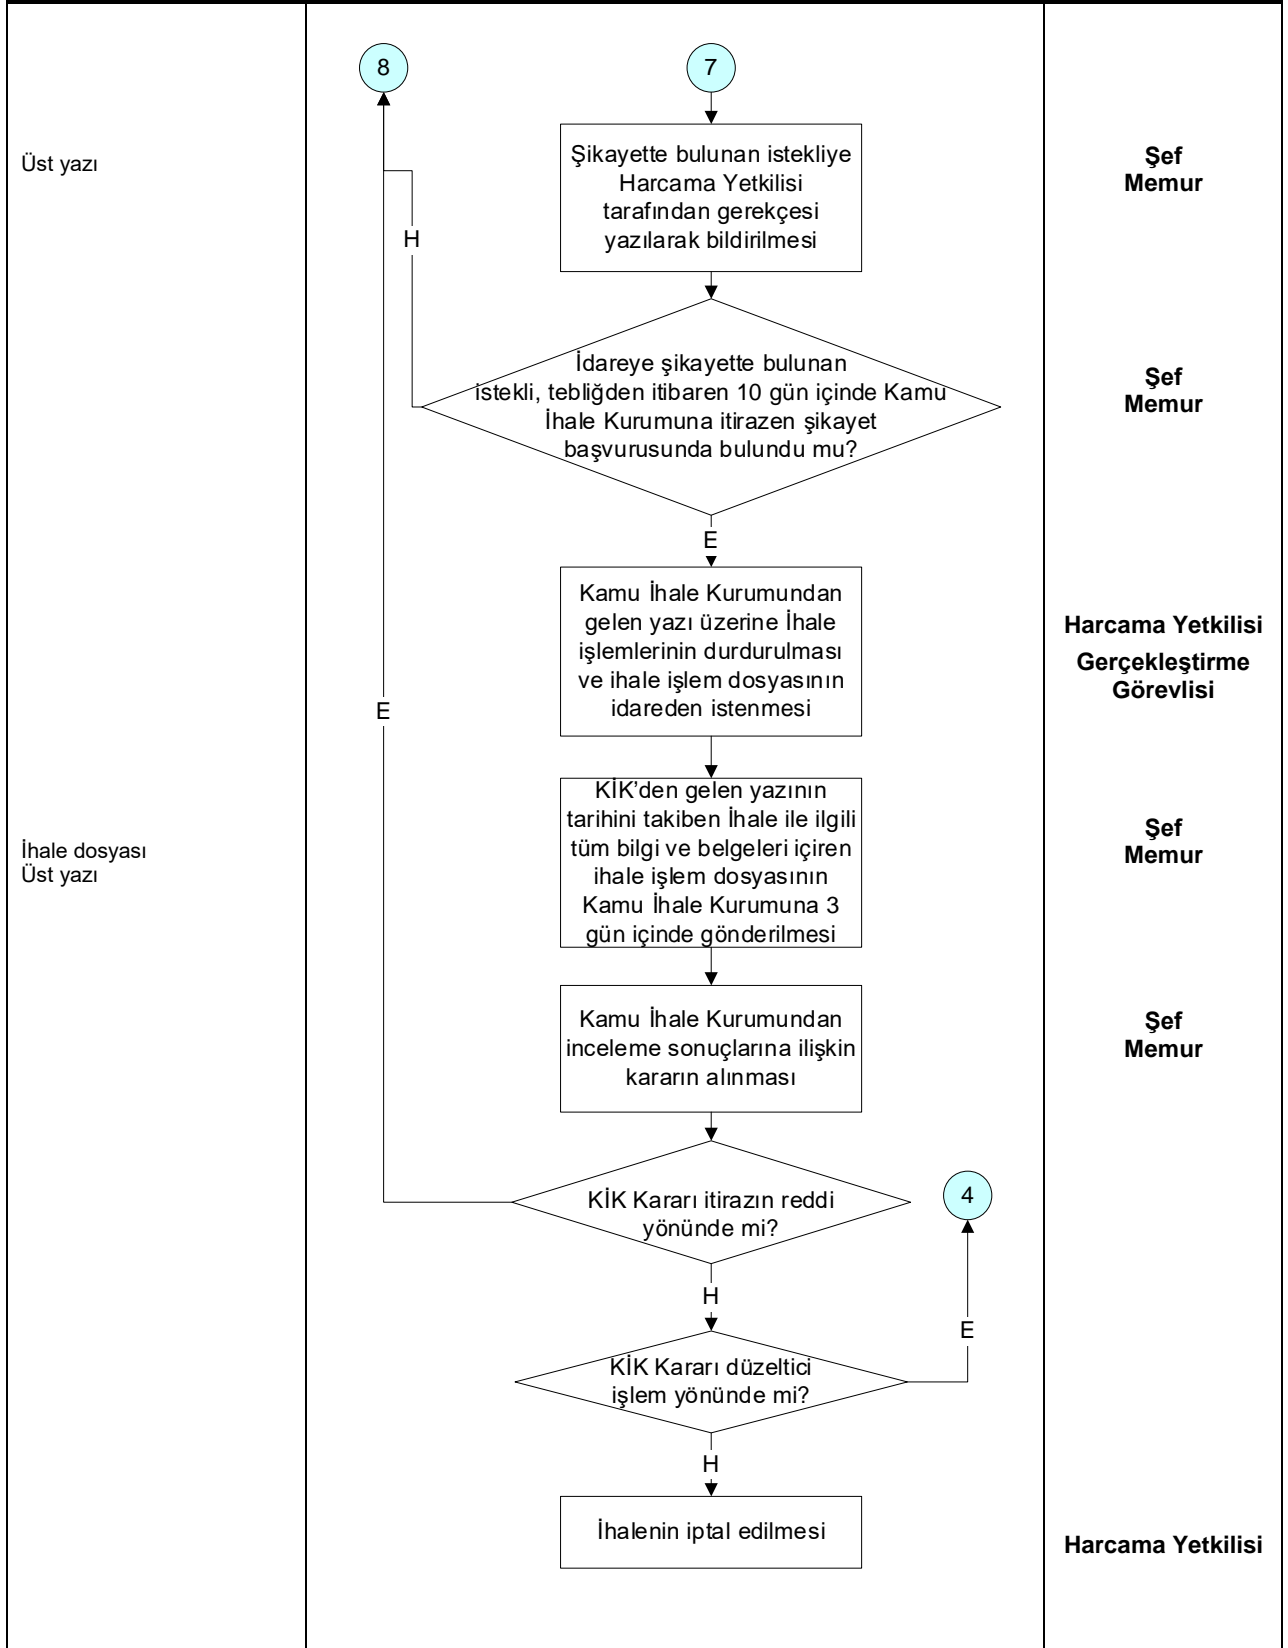 8
7
Üst yazı
Şikayette bulunan istekliye
Harcama Yetkilisi
tarafından gerekçesi
yazılarak bildirilmesi
Şef
Memur
H
İdareye şikayette bulunan
istekli, tebliğden itibaren 10 gün içinde Kamu
İhale Kurumuna itirazen şikayet
başvurusunda bulundu mu?
Şef
Memur
E
Kamu İhale Kurumundan
gelen yazı üzerine İhale
işlemlerinin durdurulması
ve ihale işlem dosyasının
idareden istenmesi
Harcama Yetkilisi
Gerçekleştirme
Görevlisi
E
İhale dosyası
Üst yazı
KİK’den gelen yazının
tarihini takiben İhale ile ilgili
tüm bilgi ve belgeleri içiren
ihale işlem dosyasının
Kamu İhale Kurumuna 3
gün içinde gönderilmesi
Şef
Memur
Kamu İhale Kurumundan
inceleme sonuçlarına ilişkin
kararın alınması
Şef
Memur
KİK Kararı itirazın reddi
yönünde mi?
4
H
E
KİK Kararı düzeltici
işlem yönünde mi?
H
İhalenin iptal edilmesi
Harcama Yetkilisi